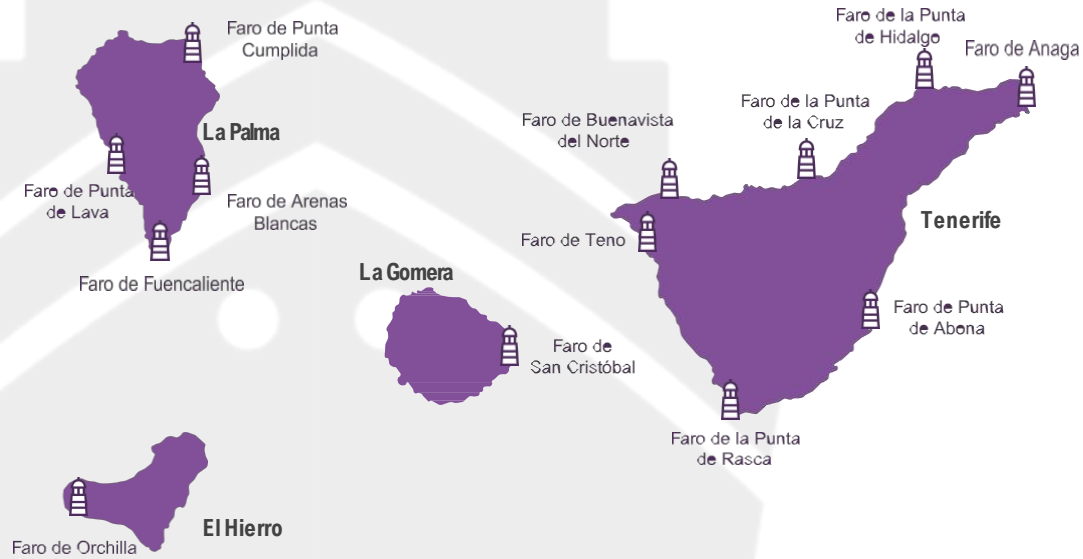 Faro de la Punta
de Hidalgo
Faro de Anaga
Faro de Punta
Cumplida
Faro de la Punta
de la Cruz
Faro de Buenavista
del Norte
La Palma
Faro de Punta
de Lava
Faro de Arenas
Blancas
Tenerife
Faro de Teno
La Gomera
Faro de Fuencaliente
Faro de Punta
de Abona
Faro de
San Cristóbal
Faro de la Punta
de Rasca
El Hierro
Faro de Orchilla